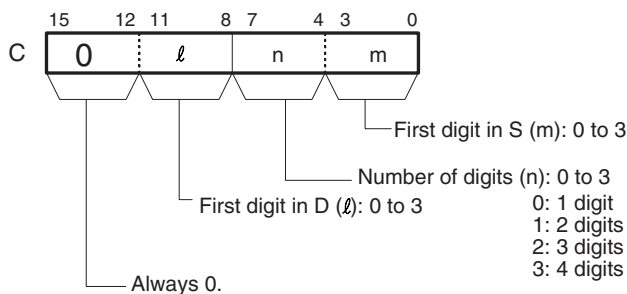 15 12 11 8 7 4 3 0
C 0 ℓ n m
First digit in S (m): 0 to 3
Number of digits (n): 0 to 3
First digit in D (ℓ): 0 to 3
0: 1 digit
1: 2 digits
2: 3 digits
3: 4 digits
Always 0.